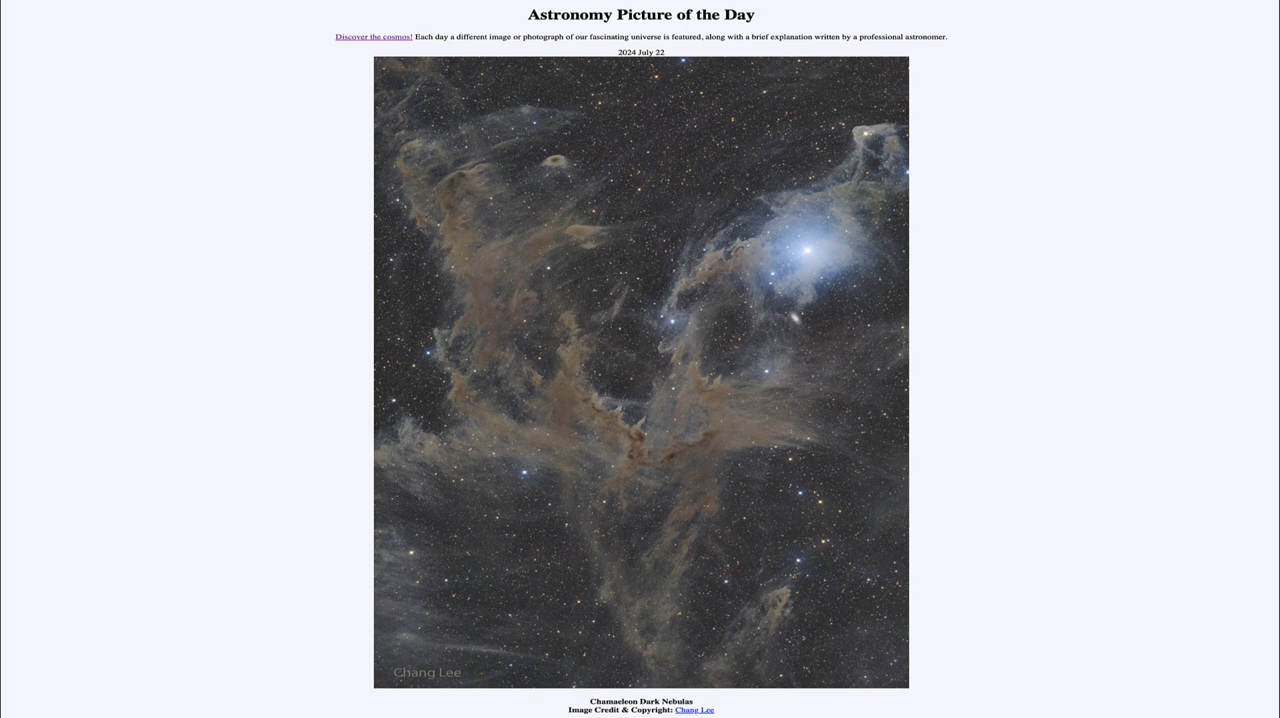 Astronomy Picture of the Day
Discover the cosmos! Each day a different image or photograph of our fascinating universe is featured, along with a brief explanation written by a professional astronomer.
2024 July 22
Chang Lee
Chamaeleon Dark Nebulas
Image Credit & Copyright: Chang Lee